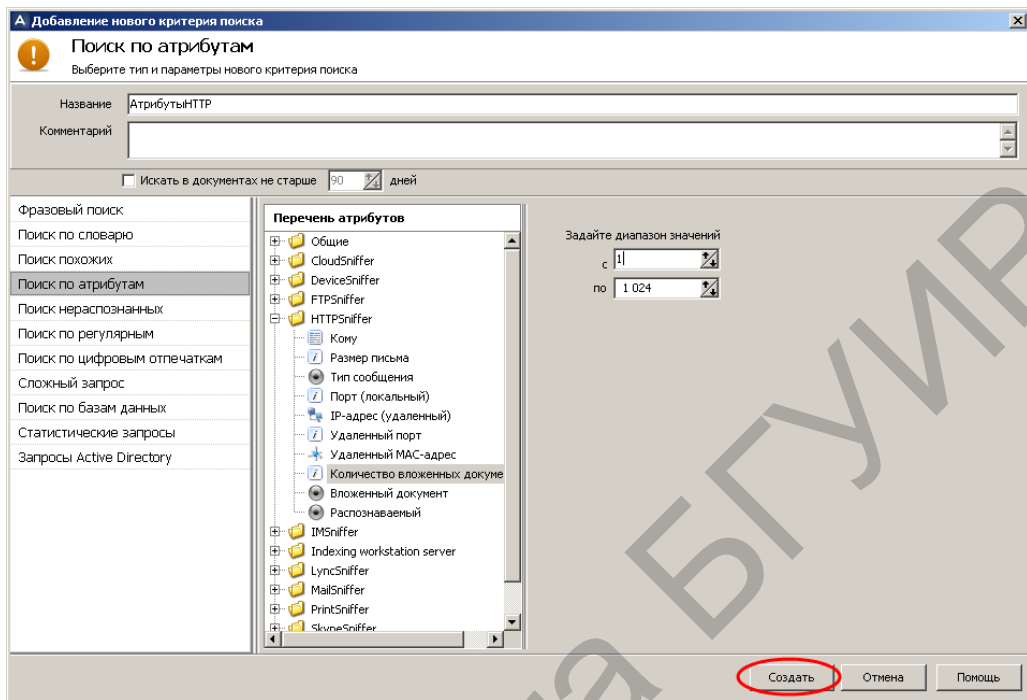 Добавление нового критерия поиска
Поиск по атрибутам
Выберите тип и параметры нового критерия поиска
Название АтрибутыHTTP
Комментарий
Искать в документах не старше 90 дней
Фразовый поиск
Поиск по словарю
Поиск похожих
Поиск по атрибутам
Поиск нераспознанных
Поиск по регулярным
Поиск по цифровым отпечаткам
Сложный запрос
Поиск по базам данных
Статистические запросы
Запросы Active Directory
Перечень атрибутов
Общие
CloudSniffer
DeviceSniffer
FTPSniffer
HTTPSniffer
Кому
Размер письма
Тип сообщения
Порт (локальный)
IP-адрес (удаленный)
Удаленный порт
Удаленный MAC-адрес
Количество вложенных докуме
Вложенный документ
Распознаваемый
IMSniffer
Indexing workstation server
LyncSniffer
MailSniffer
PrintSniffer
SkypeSniffer
Задайте диапазон значений
с 1
по 1 024
Создать Отмена Помощь
а БГУИР